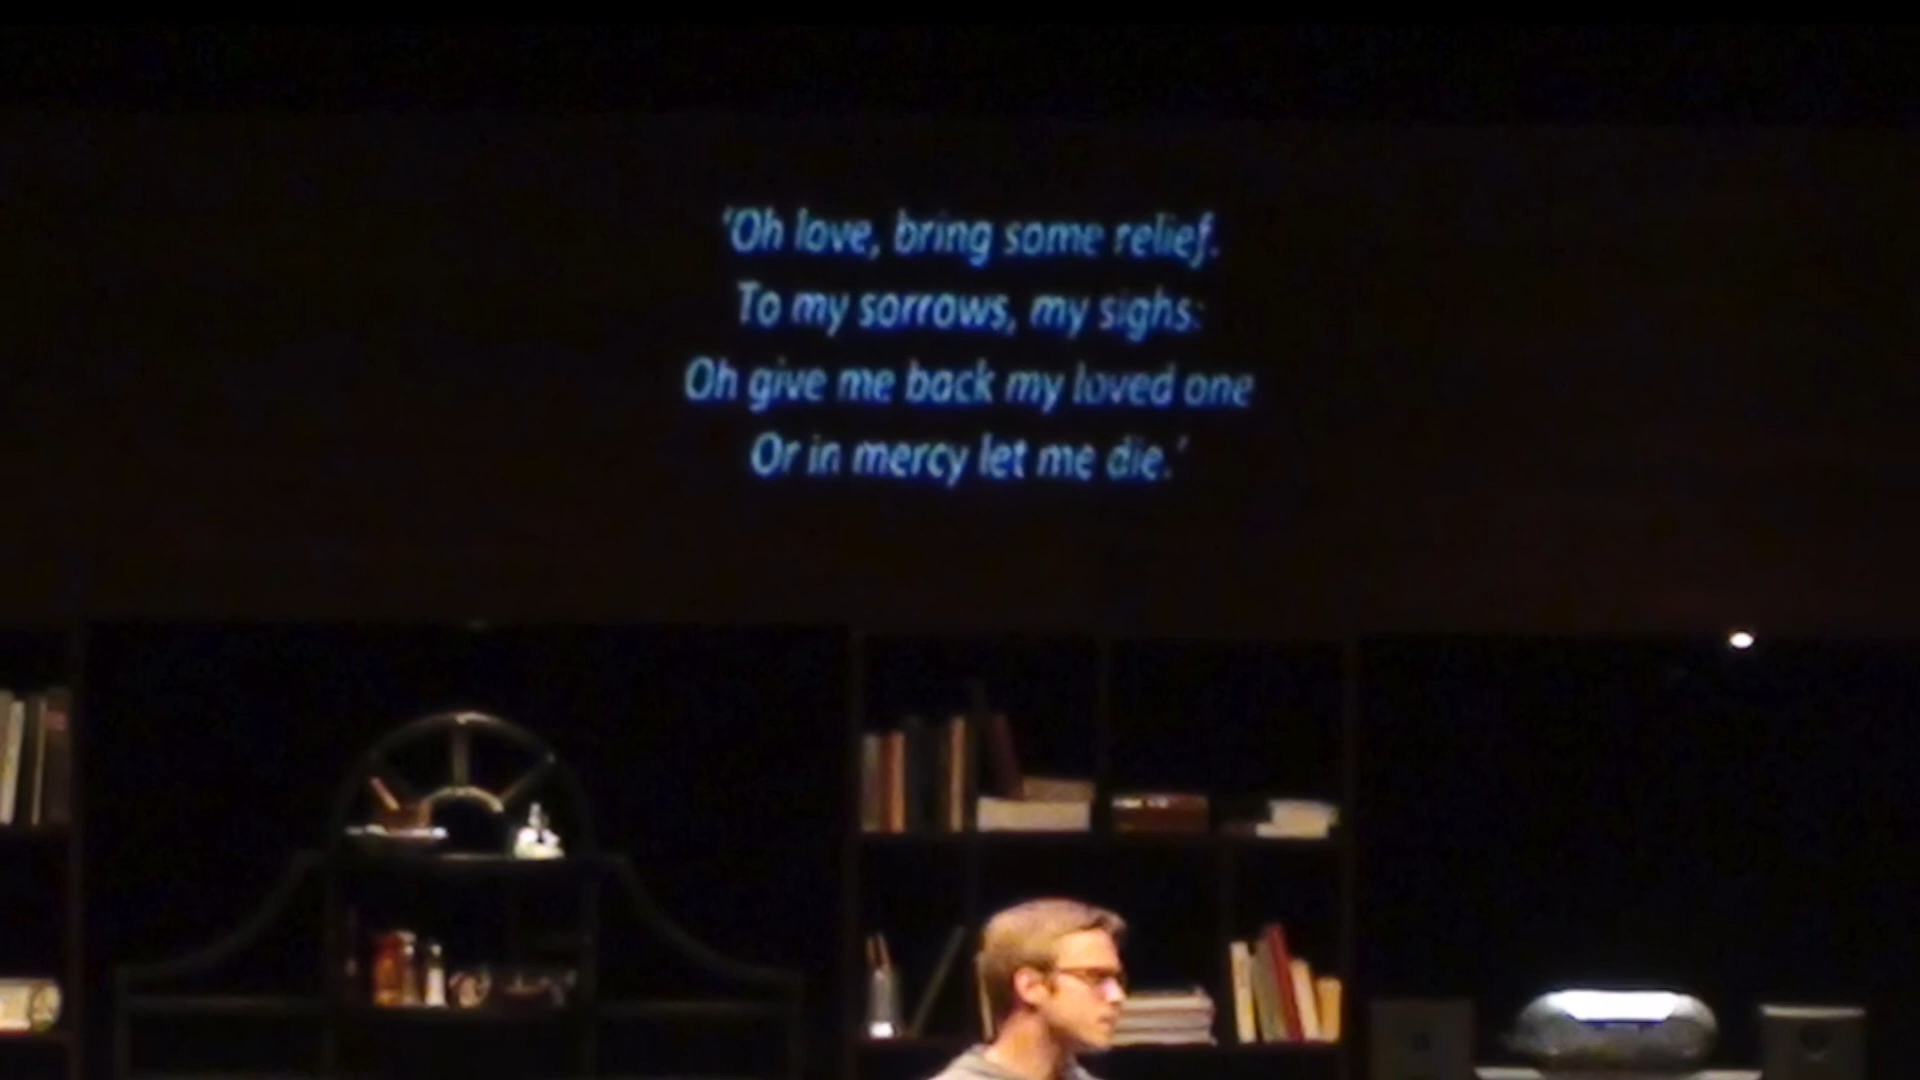 'Oh love, bring some relief.
To my sorrows, my sighs:
Oh give me back my loved one
Or in mercy let me die.'